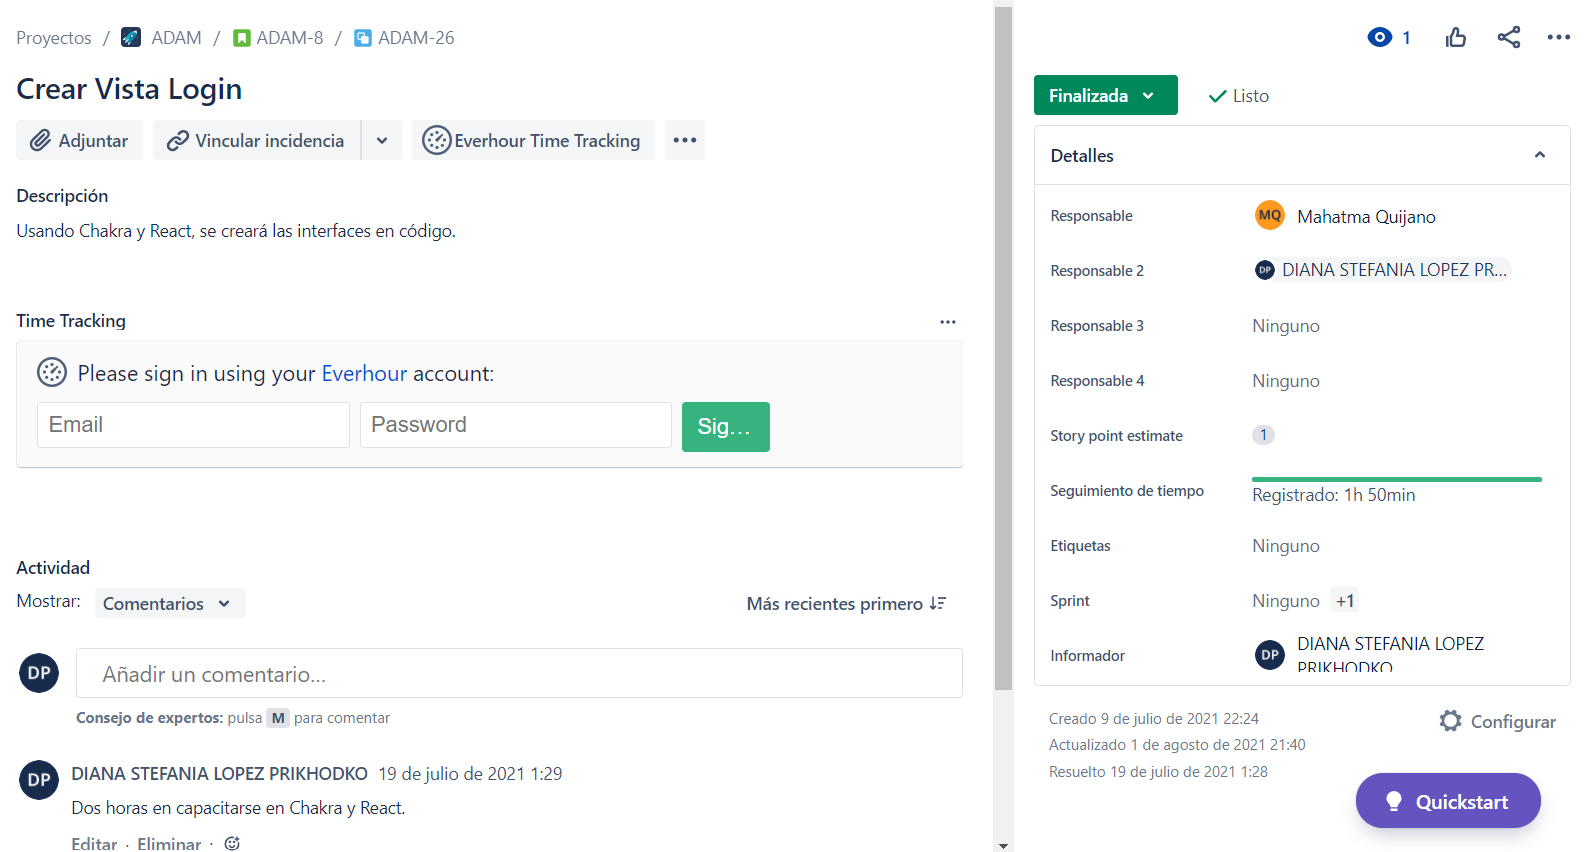 Proyectos / ADAM / ADAM-8 / ADAM-26
Crear Vista Login
Adjuntar
Vincular incidencia
Everhour Time Tracking
Descripción
Usando Chakra y React, se creará las interfaces en código.
Time Tracking
Please sign in using your Everhour account:
Email
Password
Sig...
Actividad
Mostrar:
Comentarios
Más recientes primero
DP
Añadir un comentario...
Consejo de expertos: pulsa M para comentar
DP
DIANA STEFANIA LOPEZ PRIKHODKO 19 de julio de 2021 1:29
Dos horas en capacitarse en Chakra y React.
Editar · Eliminar ·
1
Finalizada
Listo
Detalles
Responsable
MQ Mahatma Quijano
Responsable 2
DP DIANA STEFANIA LOPEZ PR...
Responsable 3
Ninguno
Responsable 4
Ninguno
Story point estimate
1
Seguimiento de tiempo
Registrado: 1h 50min
Etiquetas
Ninguno
Sprint
Ninguno +1
Informador
DP DIANA STEFANIA LOPEZ
PRIKHODKO
Creado 9 de julio de 2021 22:24
Actualizado 1 de agosto de 2021 21:40
Resuelto 19 de julio de 2021 1:28
Configurar
Quickstart